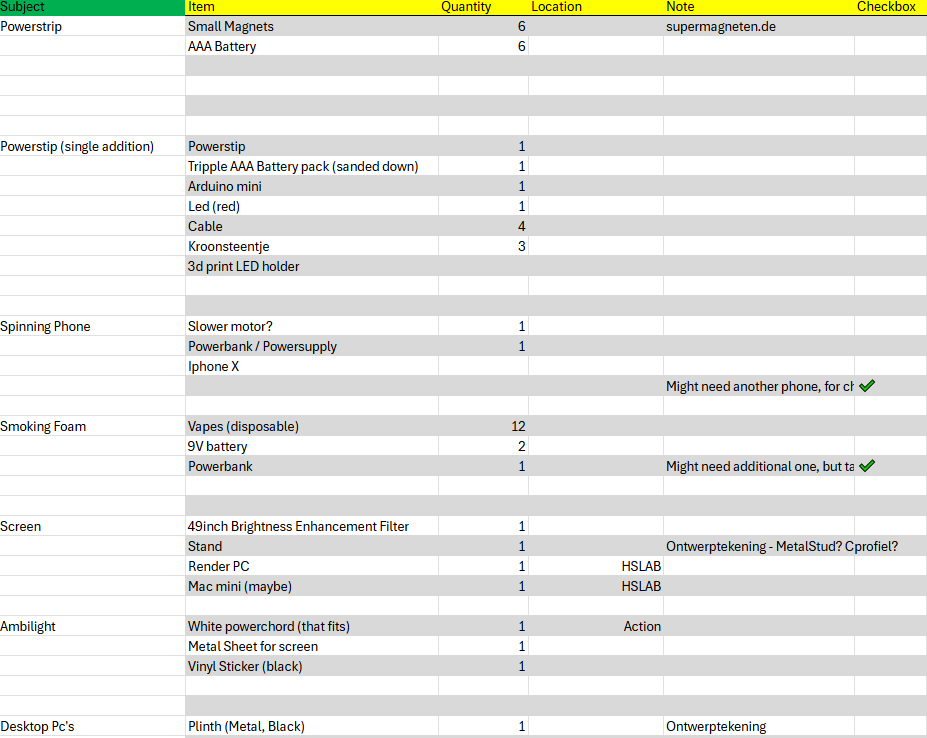 Subject Item Quantity Location Note Checkbox
Powerstrip Small Magnets 6 supermagneten.de
AAA Battery 6
Powerstip (single addition) Powerstip 1
Tripple AAA Battery pack (sanded down) 1
Arduino mini 1
Led (red) 1
Cable 4
Kroonsteentje 3
3d print LED holder
Spinning Phone Slower motor? 1
Powerbank / Powersupply 1
Iphone X
Might need another phone, for ch
Smoking Foam Vapes (disposable) 12
9V battery 2
Powerbank 1 Might need additional one, but ta
Screen 49inch Brightness Enhancement Filter 1
Stand 1 Ontwerptekening - MetalStud? Cprofiel?
Render PC 1 HSLAB
Mac mini (maybe) 1 HSLAB
Ambilight White powerchord (that fits) 1 Action
Metal Sheet for screen 1
Vinyl Sticker (black) 1
Desktop Pc's Plinth (Metal, Black) 1 Ontwerptekening